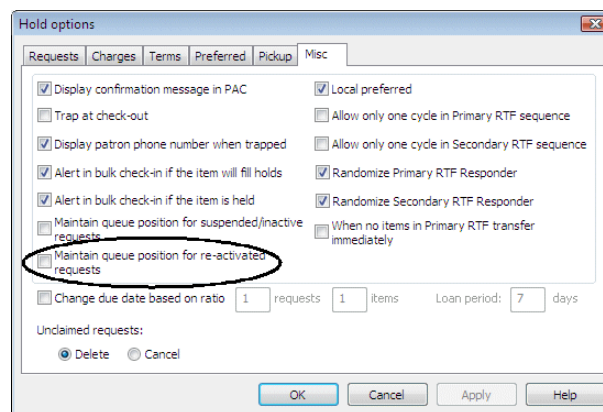 Hold options
Requests Charges Terms Preferred Pickup Misc
Display confirmation message in PAC
Trap at check-out
Display patron phone number when trapped
Alert in bulk check-in if the item will fill holds
Alert in bulk check-in if the item is held
Maintain queue position for suspended/inactive
requests
Maintain queue position for re-activated
requests
Local preferred
Allow only one cycle in Primary RTF sequence
Allow only one cycle in Secondary RTF sequence
Randomize Primary RTF Responder
Randomize Secondary RTF Responder
When no items in Primary RTF transfer
immediately
Change due date based on ratio 1 requests 1 items Loan period: 7 days
Unclaimed requests:
Delete Cancel
OK Cancel Apply Help